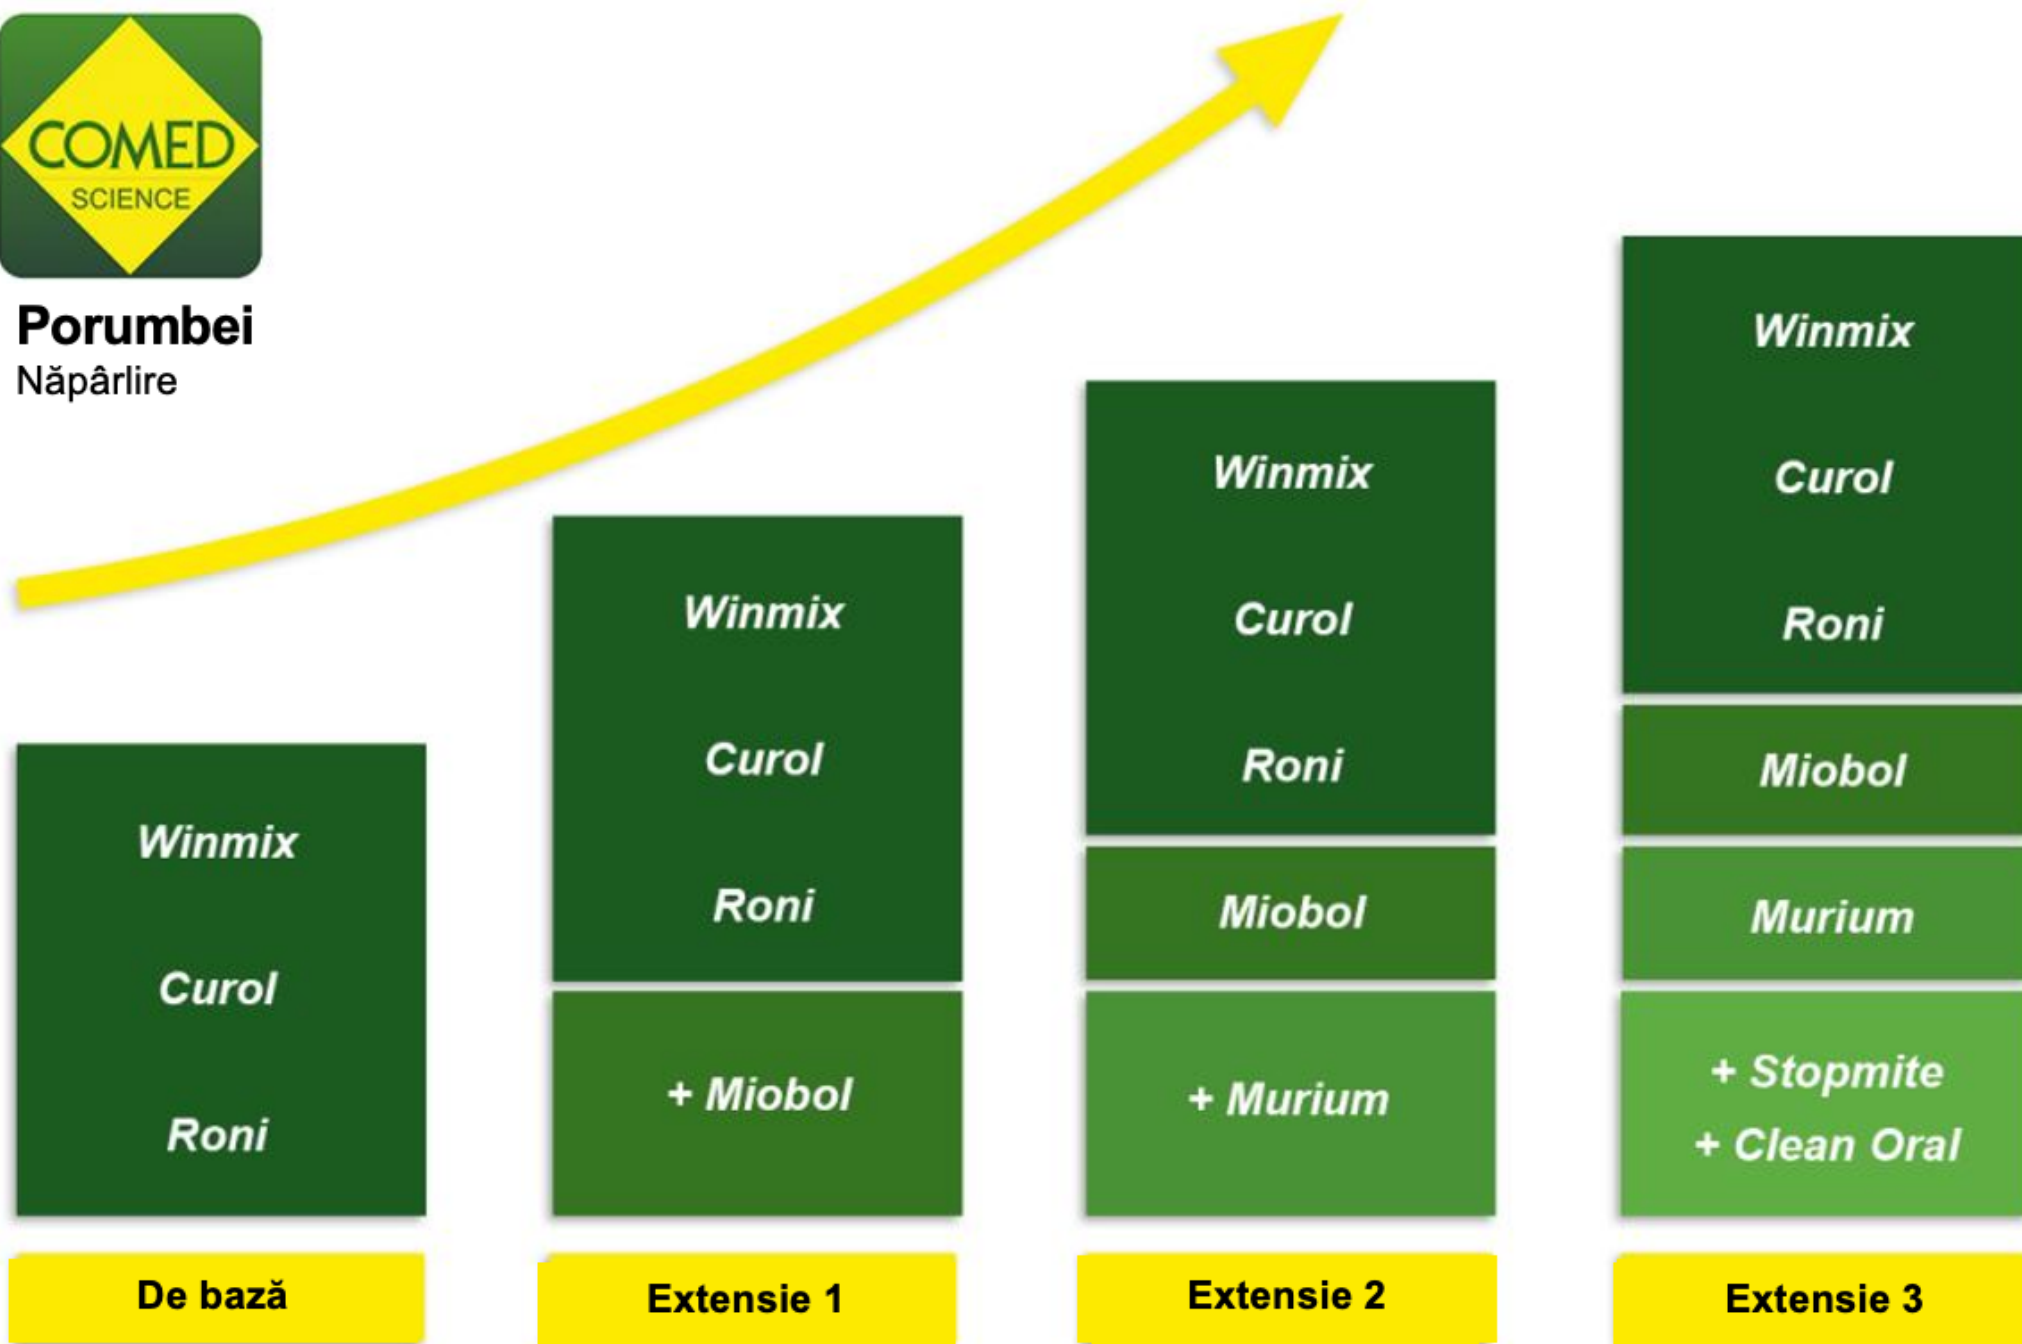 COMED
SCIENCE
Porumbei
Năpârlire
Winmix
Curol
Roni
De bază
Winmix
Curol
Roni
+ Miobol
Extensie 1
Winmix
Curol
Roni
Miobol
+ Murium
Extensie 2
Winmix
Curol
Roni
Miobol
Murium
+ Stopmite
+ Clean Oral
Extensie 3